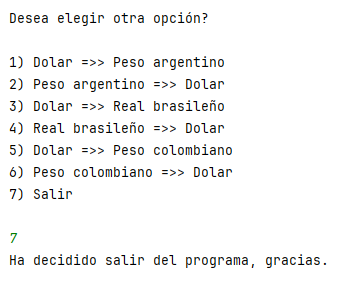 Desea elegir otra opción?
1) Dolar =>> Peso argentino
2) Peso argentino =>> Dolar
3) Dolar =>> Real brasileño
4) Real brasileño =>> Dolar
5) Dolar =>> Peso colombiano
6) Peso colombiano =>> Dolar
7) Salir
7
Ha decidido salir del programa, gracias.